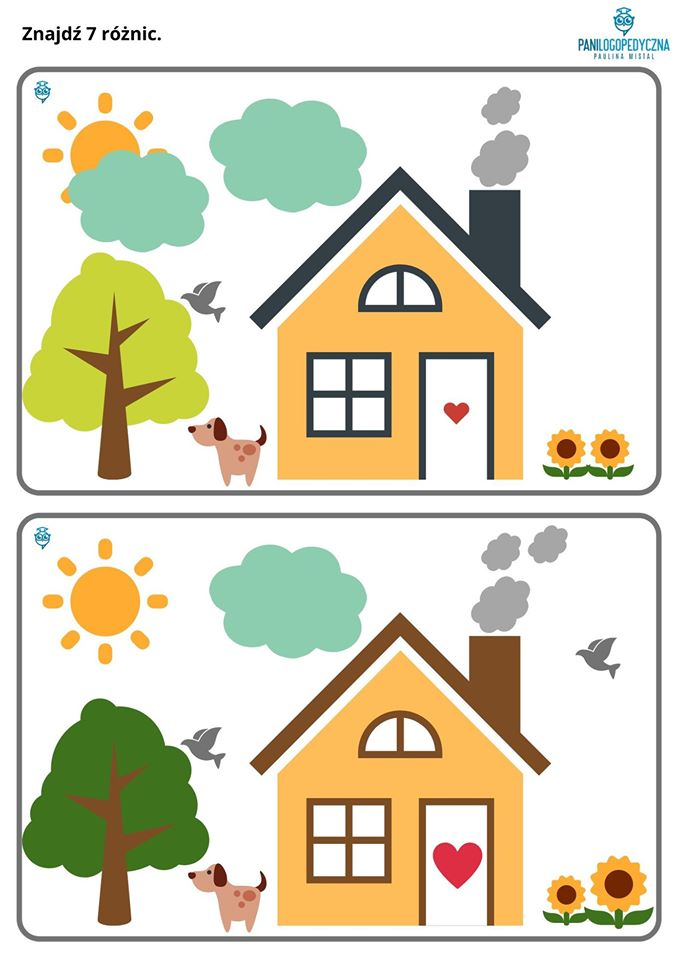 Znajdź 7 różnic.
PANILOGOPEDYCZNA
PAULINA MISTAL